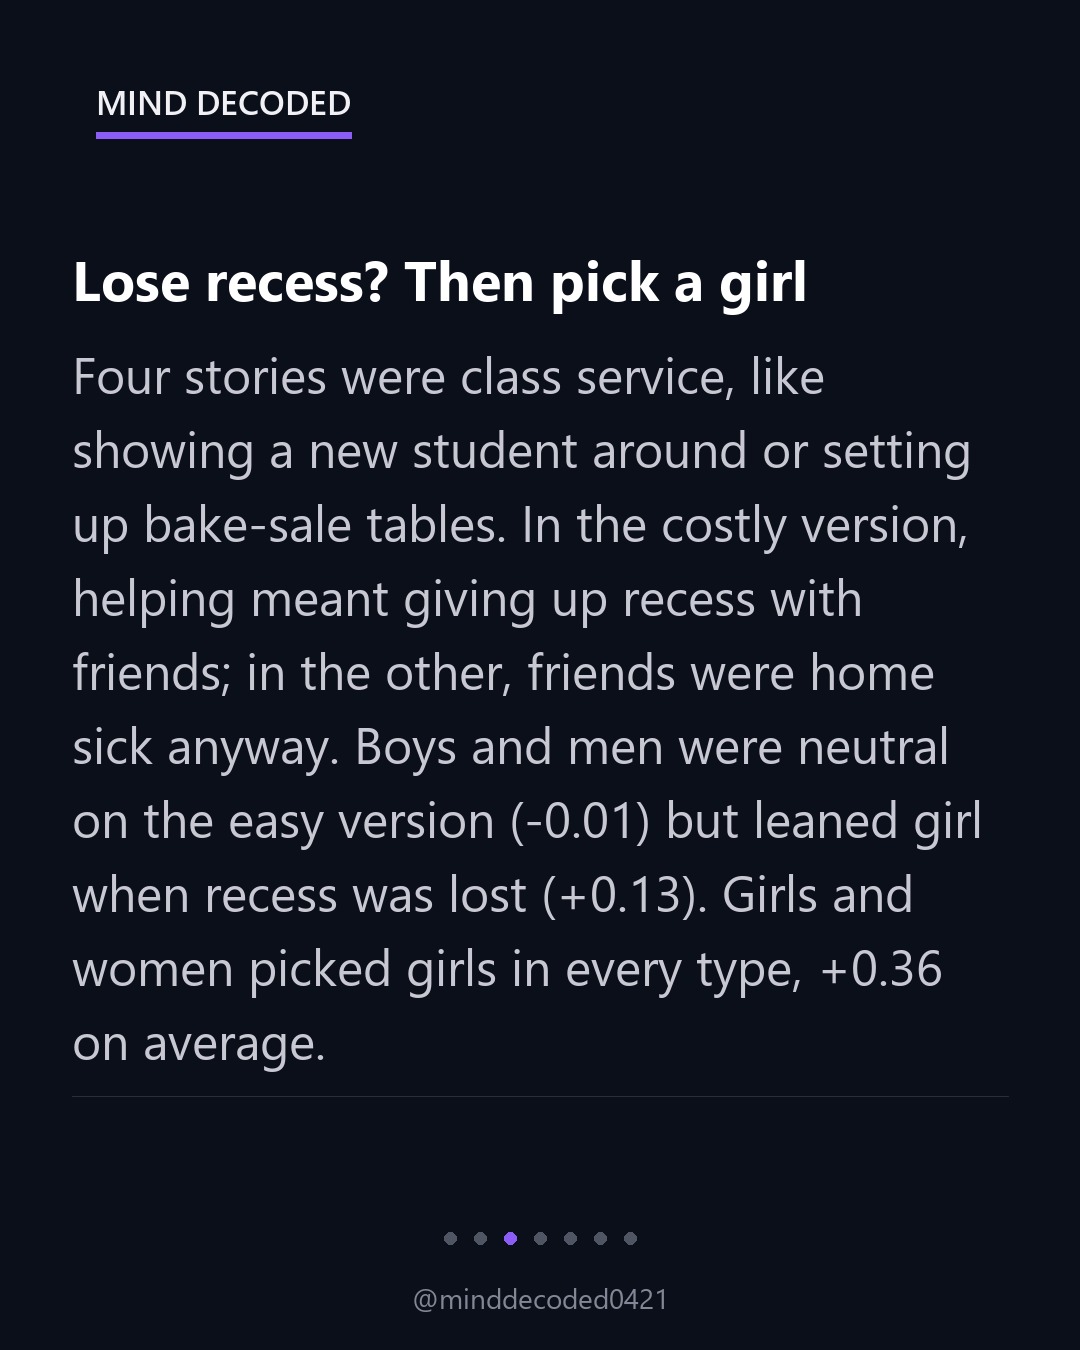 MIND DECODED
Lose recess? Then pick a girl
Four stories were class service, like
showing a new student around or setting
up bake-sale tables. In the costly version,
helping meant giving up recess with
friends; in the other, friends were home
sick anyway. Boys and men were neutral
on the easy version (-0.01) but leaned girl
when recess was lost (+0.13). Girls and
women picked girls in every type, +0.36
on average.
@minddecoded0421